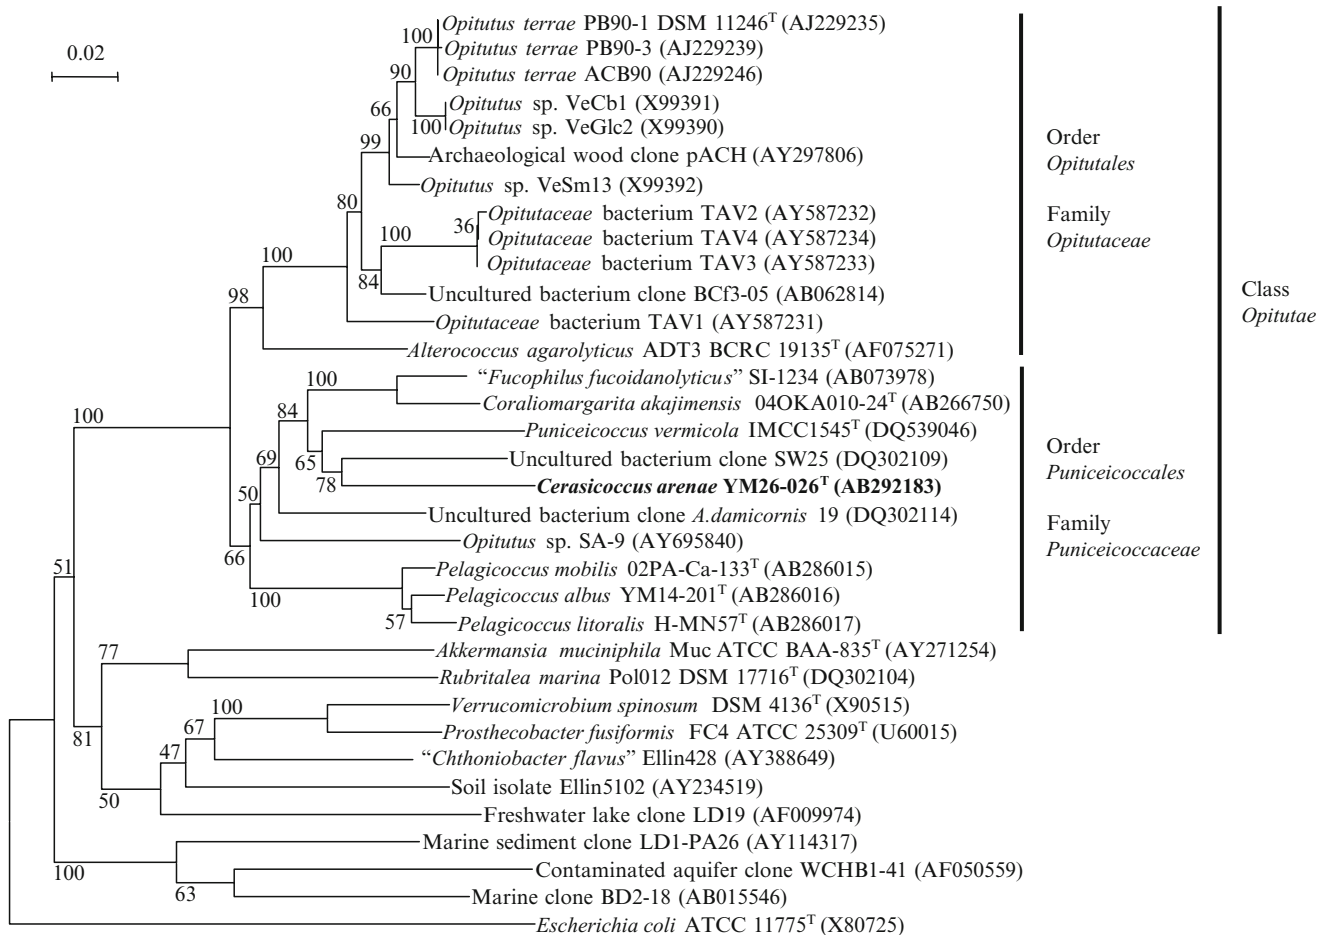 0.02
100
Opitutus terrae PB90-1 DSM 11246T (AJ229235)
Opitutus terrae PB90-3 (AJ229239)
Opitutus terrae ACB90 (AJ229246)
90
66
Opitutus sp. VeCb1 (X99391)
100
Opitutus sp. VeGlc2 (X99390)
99
Archaeological wood clone pACH (AY297806)
Opitutus sp. VeSm13 (X99392)
80
36
Opitutaceae bacterium TAV2 (AY587232)
100
Opitutaceae bacterium TAV4 (AY587234)
100
Opitutaceae bacterium TAV3 (AY587233)
84
Uncultured bacterium clone BCf3-05 (AB062814)
98
Opitutaceae bacterium TAV1 (AY587231)
Alterococcus agarolyticus ADT3 BCRC 19135T (AF075271)
Order
Opitutales
Family
Opitutaceae
Class
Opitutae
100
“Fucophilus fucoidanolyticus” SI-1234 (AB073978)
84
Coraliomargarita akajimensis 04OKA010-24T (AB266750)
100
Puniceicoccus vermicola IMCC1545T (DQ539046)
69
65
Uncultured bacterium clone SW25 (DQ302109)
78
Cerasicoccus arenae YM26-026T (AB292183)
50
Uncultured bacterium clone A.damicornis 19 (DQ302114)
66
Opitutus sp. SA-9 (AY695840)
Order
Puniceicoccales
Family
Puniceicoccaceae
51
Pelagicoccus mobilis 02PA-Ca-133T (AB286015)
100
Pelagicoccus albus YM14-201T (AB286016)
57
Pelagicoccus litoralis H-MN57T (AB286017)
77
Akkermansia muciniphila Muc ATCC BAA-835T (AY271254)
Rubritalea marina Pol012 DSM 17716T (DQ302104)
100
Verrucomicrobium spinosum DSM 4136T (X90515)
81
67
Prosthecobacter fusiformis FC4 ATCC 25309T (U60015)
47
“Chthoniobacter flavus” Ellin428 (AY388649)
50
Soil isolate Ellin5102 (AY234519)
Freshwater lake clone LD19 (AF009974)
Marine sediment clone LD1-PA26 (AY114317)
100
Contaminated aquifer clone WCHB1-41 (AF050559)
63
Marine clone BD2-18 (AB015546)
Escherichia coli ATCC 11775T (X80725)